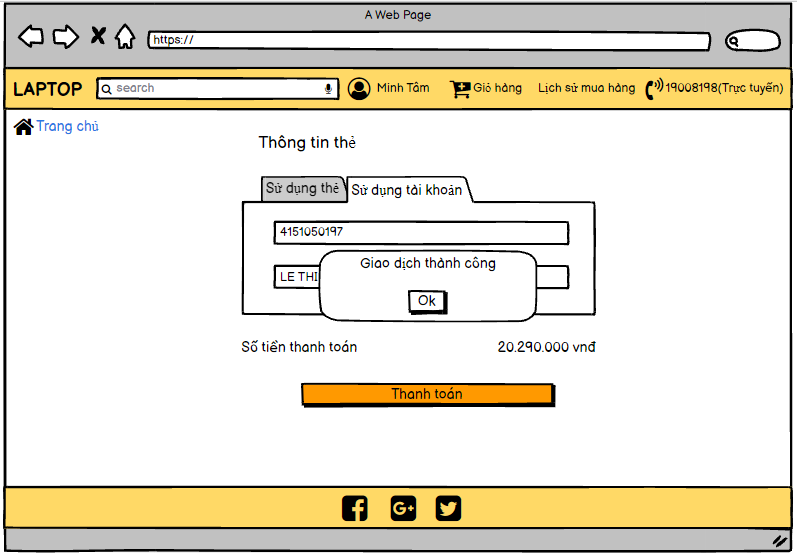 A Web Page
https://
LAPTOP
search
Minh Tâm
Giỏ hàng
Lịch sử mua hàng
19008198(Trực tuyến)
Trang chủ
Thông tin thẻ
Sử dụng thẻ
Sử dụng tài khoản
4151050197
Giao dịch thành công
LE THI
Ok
Số tiền thanh toán
20.290.000 vnđ
Thanh toán